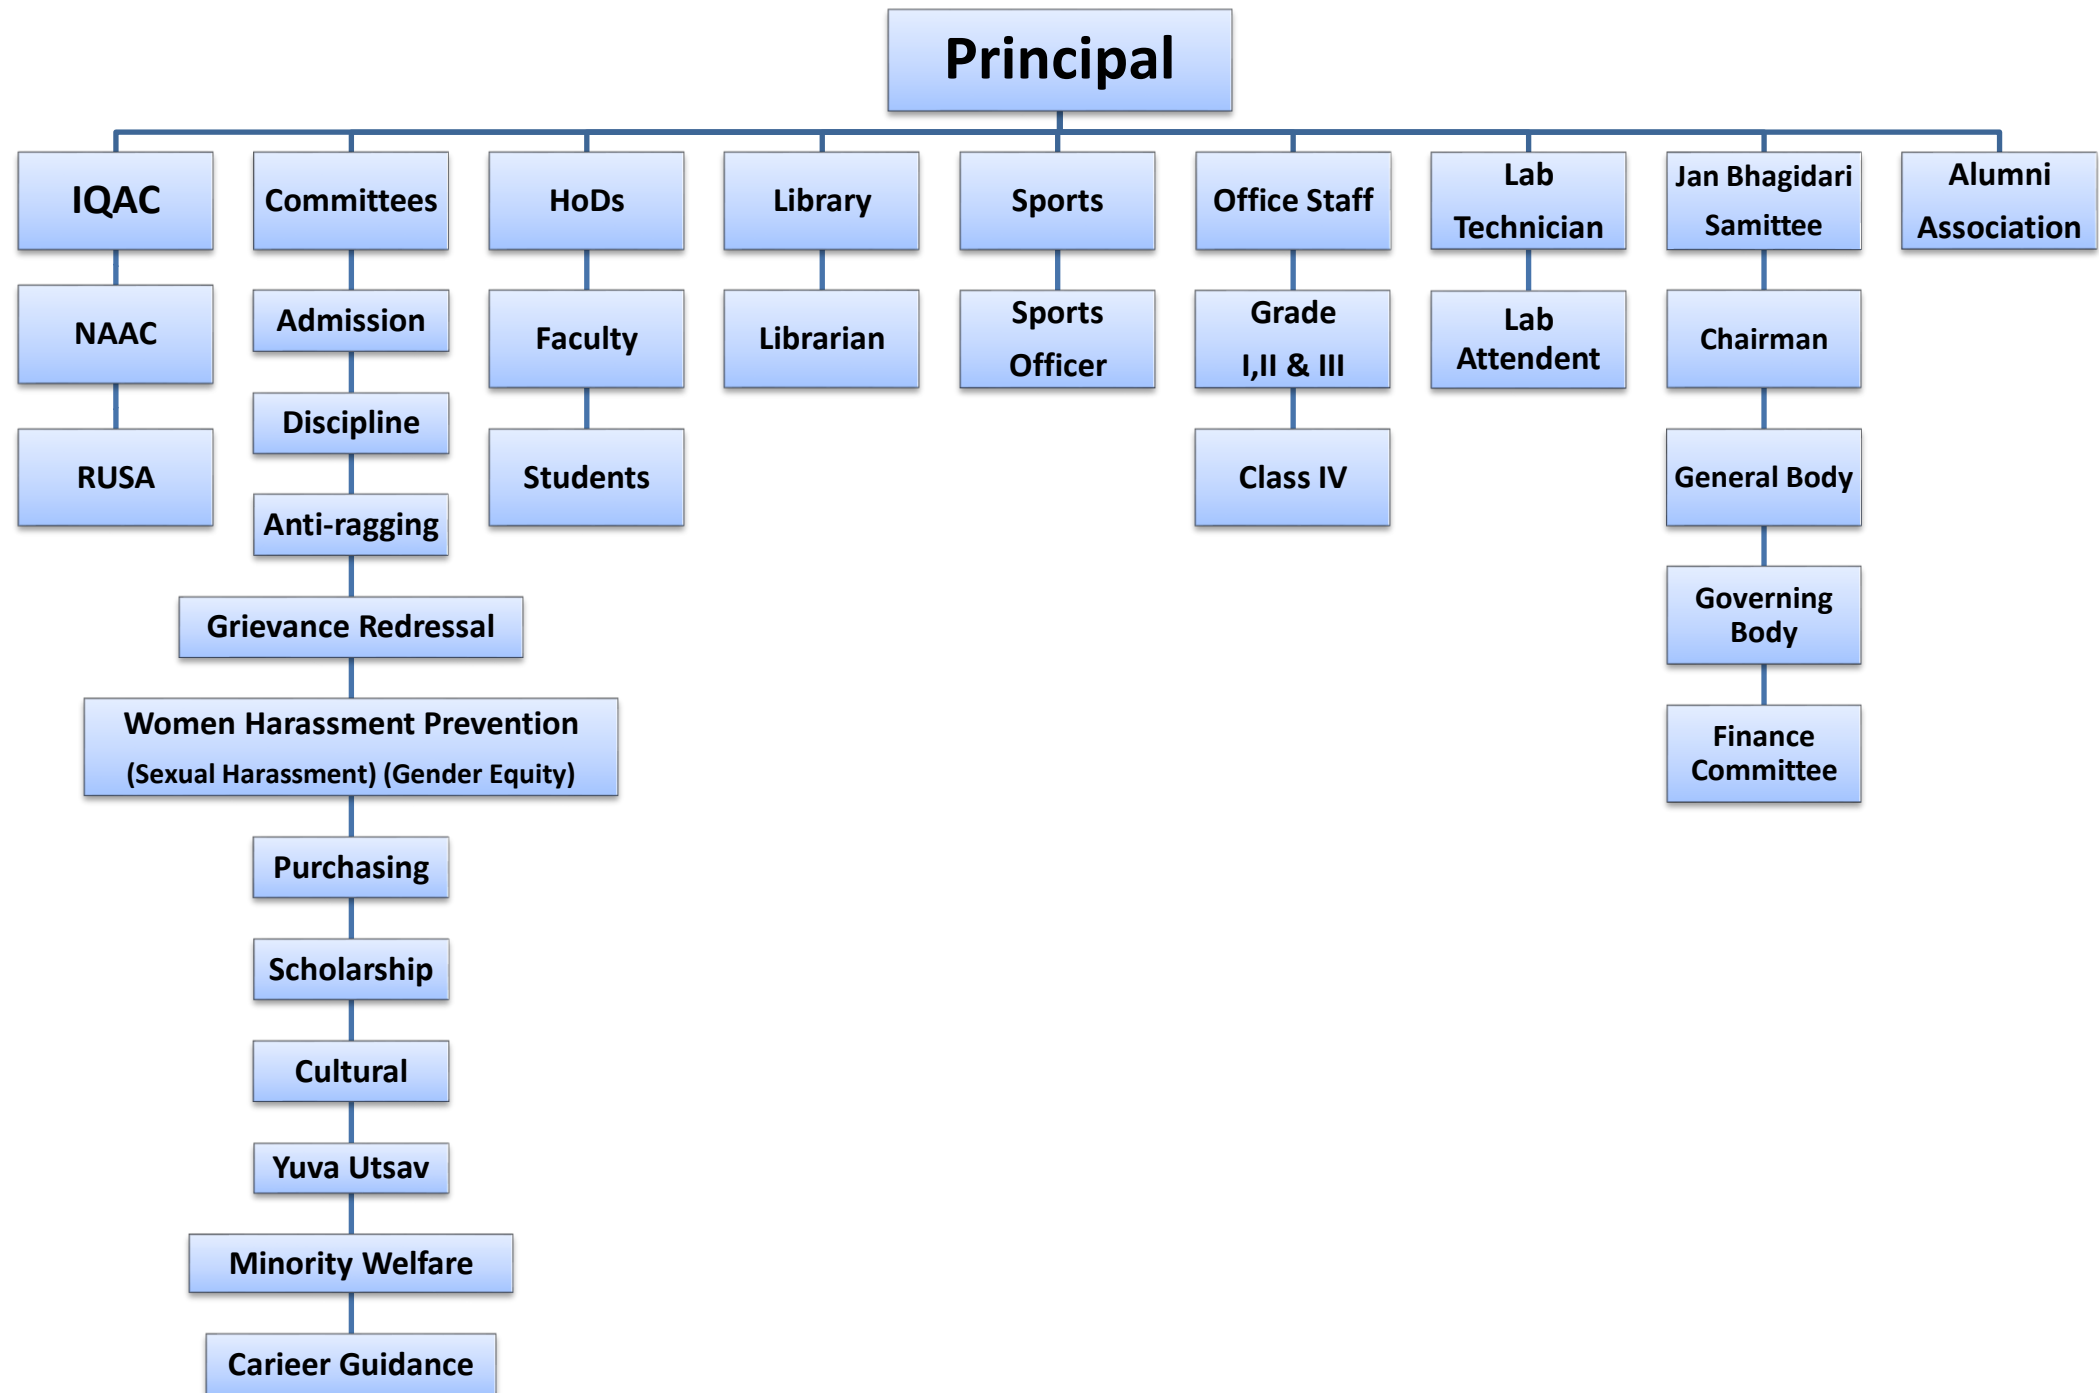 Principal
IQAC
Committees
HoDs
Library
Sports
Office Staff
Lab
Technician
Jan Bhagidari
Samittee
Alumni
Association
NAAC
Admission
Faculty
Librarian
Sports
Officer
Grade
I,II & III
Lab
Attendent
Chairman
Discipline
RUSA
Students
Class IV
General Body
Anti-ragging
Grievance Redressal
Governing
Body
Women Harassment Prevention
(Sexual Harassment) (Gender Equity)
Finance
Committee
Purchasing
Scholarship
Cultural
Yuva Utsav
Minority Welfare
Carieer Guidance